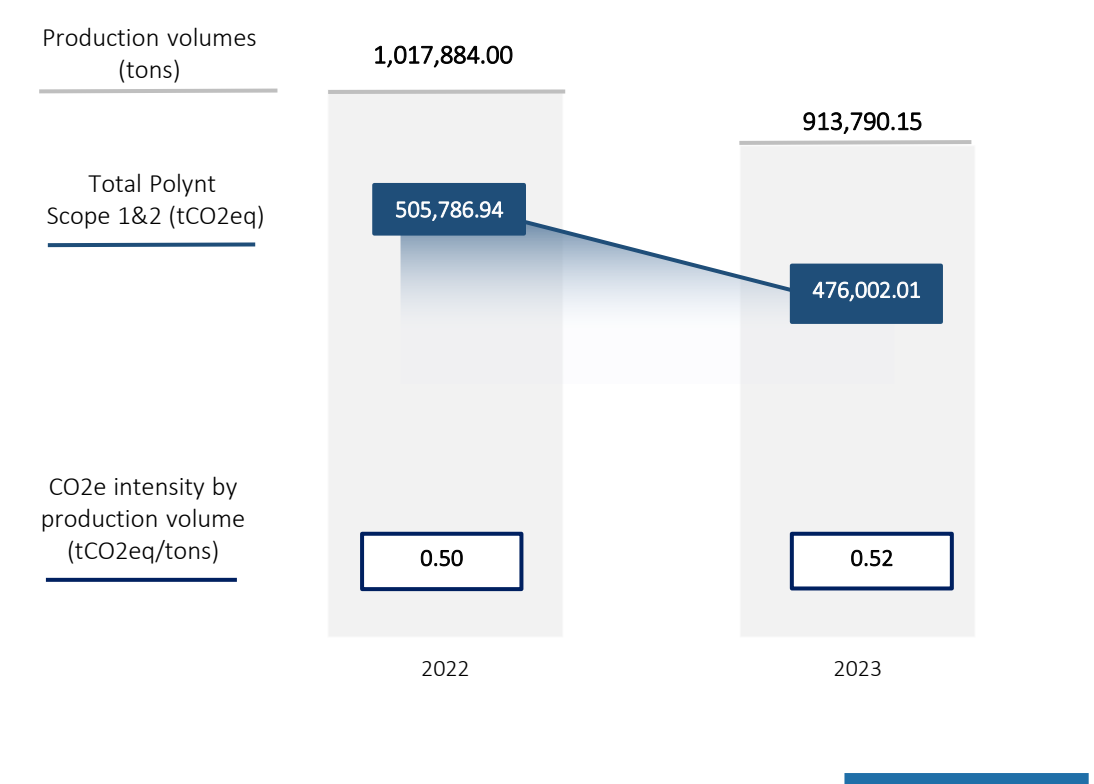 Production volumes
(tons)
1,017,884.00
913,790.15
Total Polynt
Scope 1&2 (tCO2eq)
505,786.94
476,002.01
CO2e intensity by
production volume
(tCO2eq/tons)
0.50
0.52
2022
2023